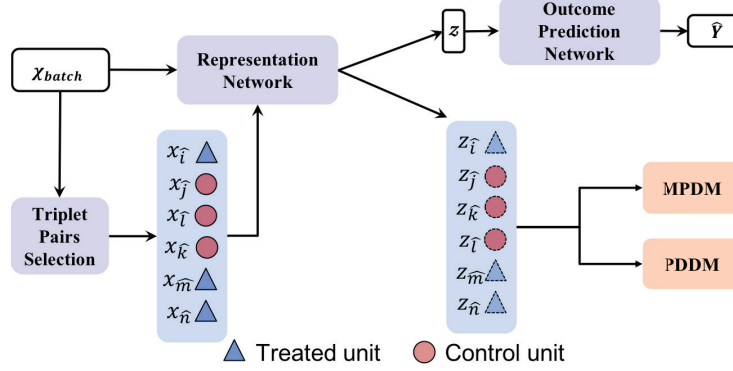 Outcome
Prediction
Network
z
Ŷ
Representation
Network
χ_batch
x_î
x_ĵ
x_l̂
x_k̂
x_m̂
x_n̂
Triplet
Pairs
Selection
z_î
z_ĵ
z_k̂
z_l̂
z_m̂
z_n̂
MPDM
PDDM
Treated unit
Control unit